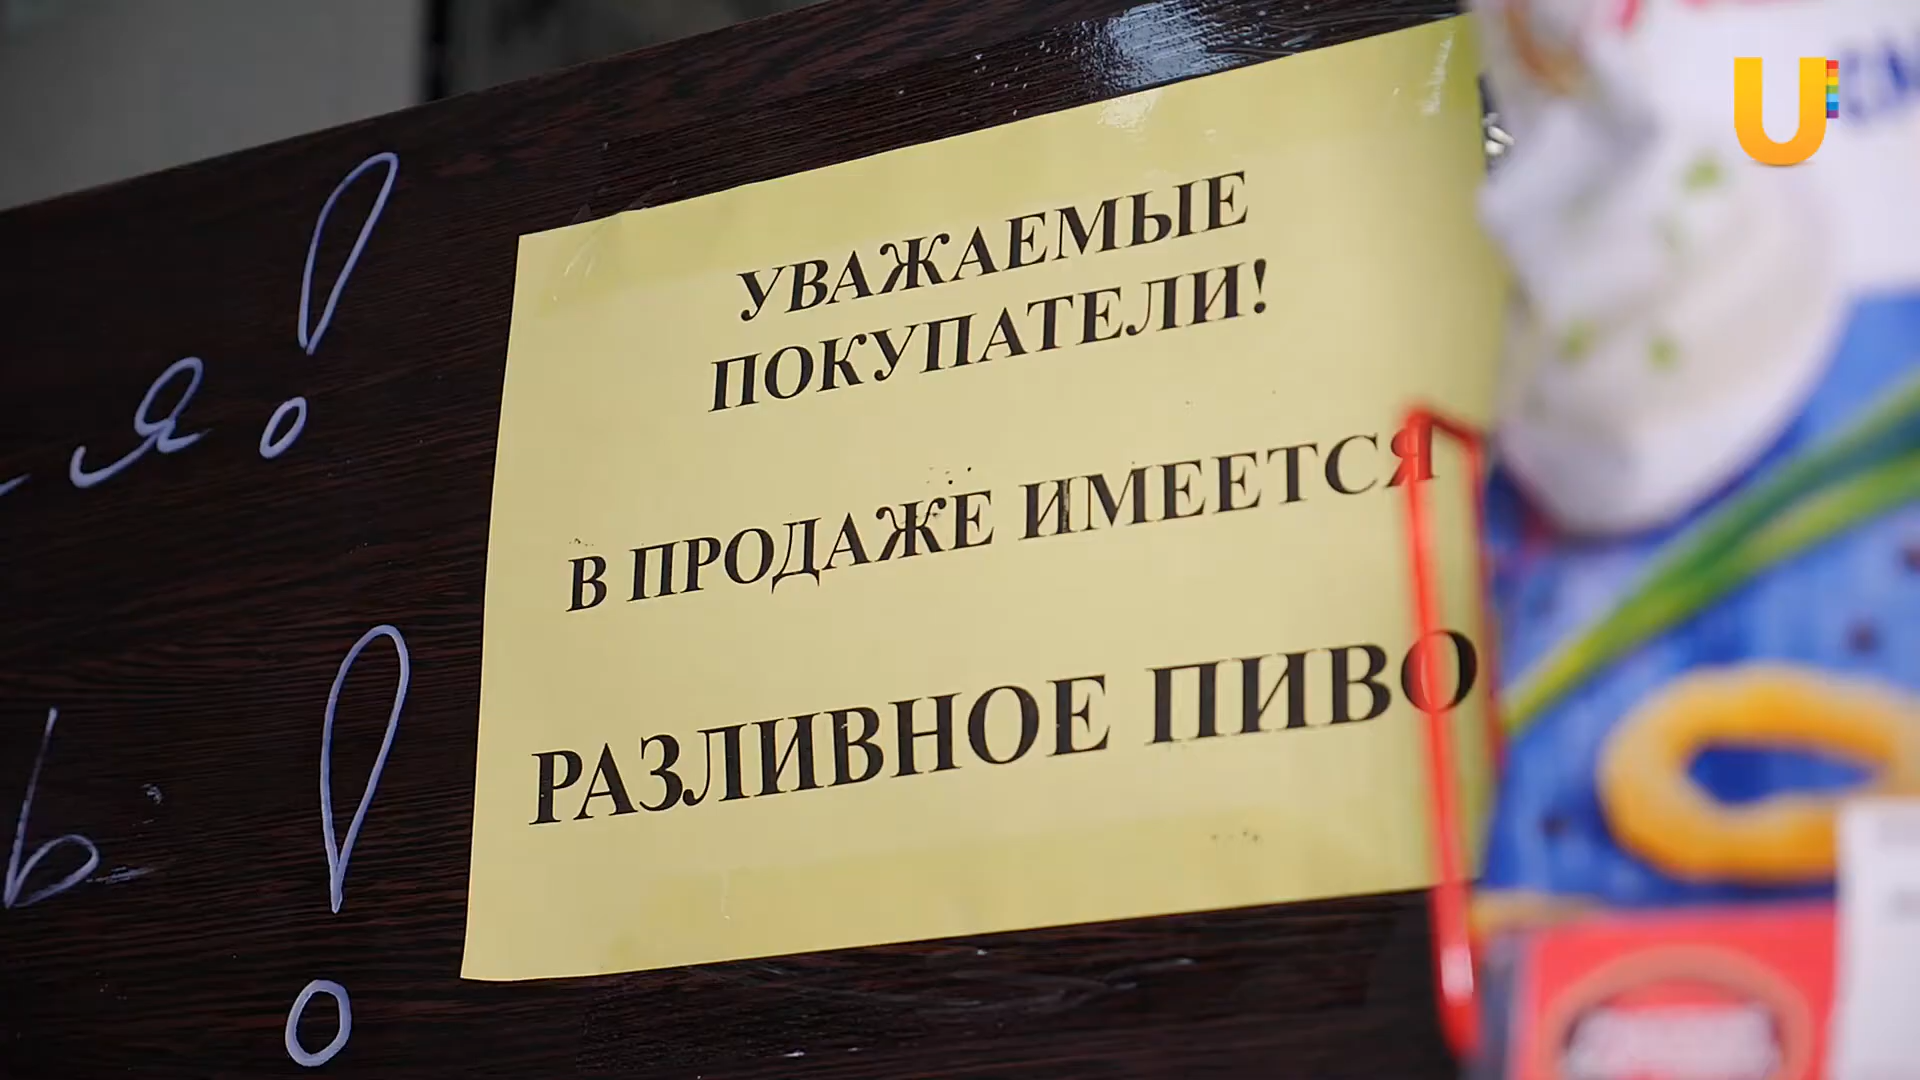 УВАЖАЕМЫЕ
ПОКУПАТЕЛИ!
В ПРОДАЖЕ ИМЕЕТСЯ
РАЗЛИВНОЕ ПИВО
U